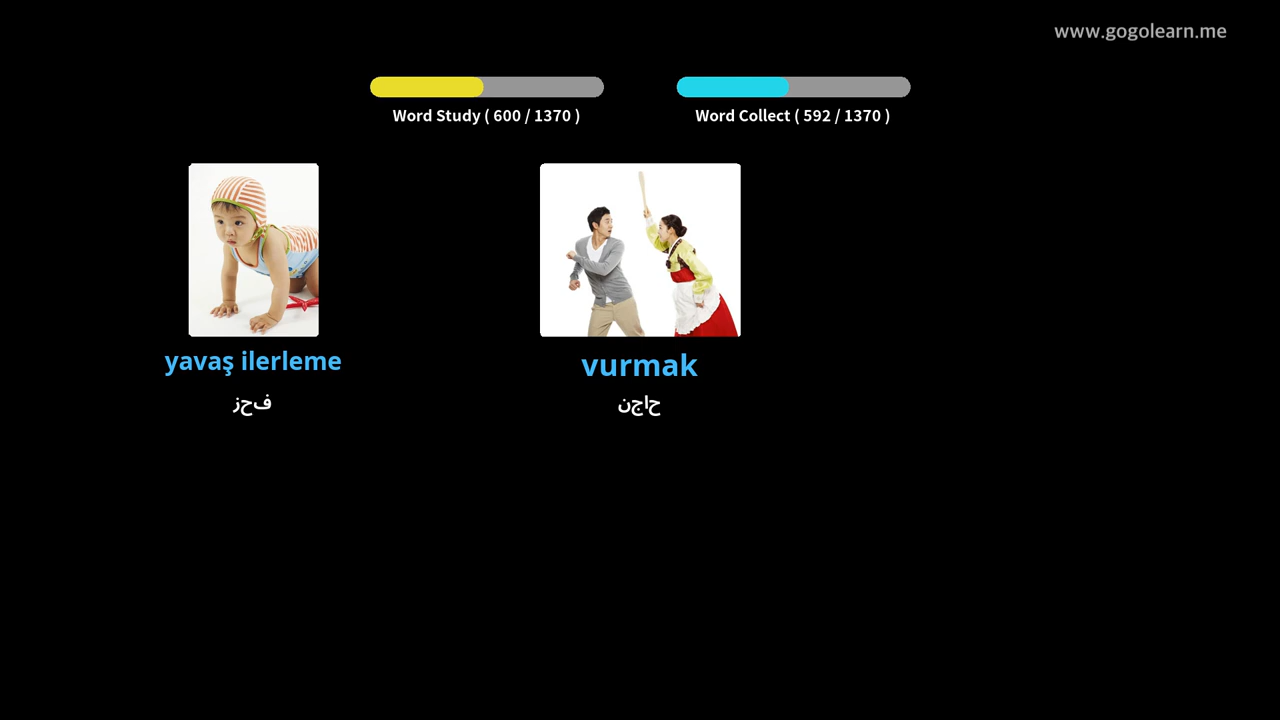 www.gogolearn.me
Word Study ( 600 / 1370 )
Word Collect ( 592 / 1370 )
yavaş ilerleme
زحف
vurmak
نجاح